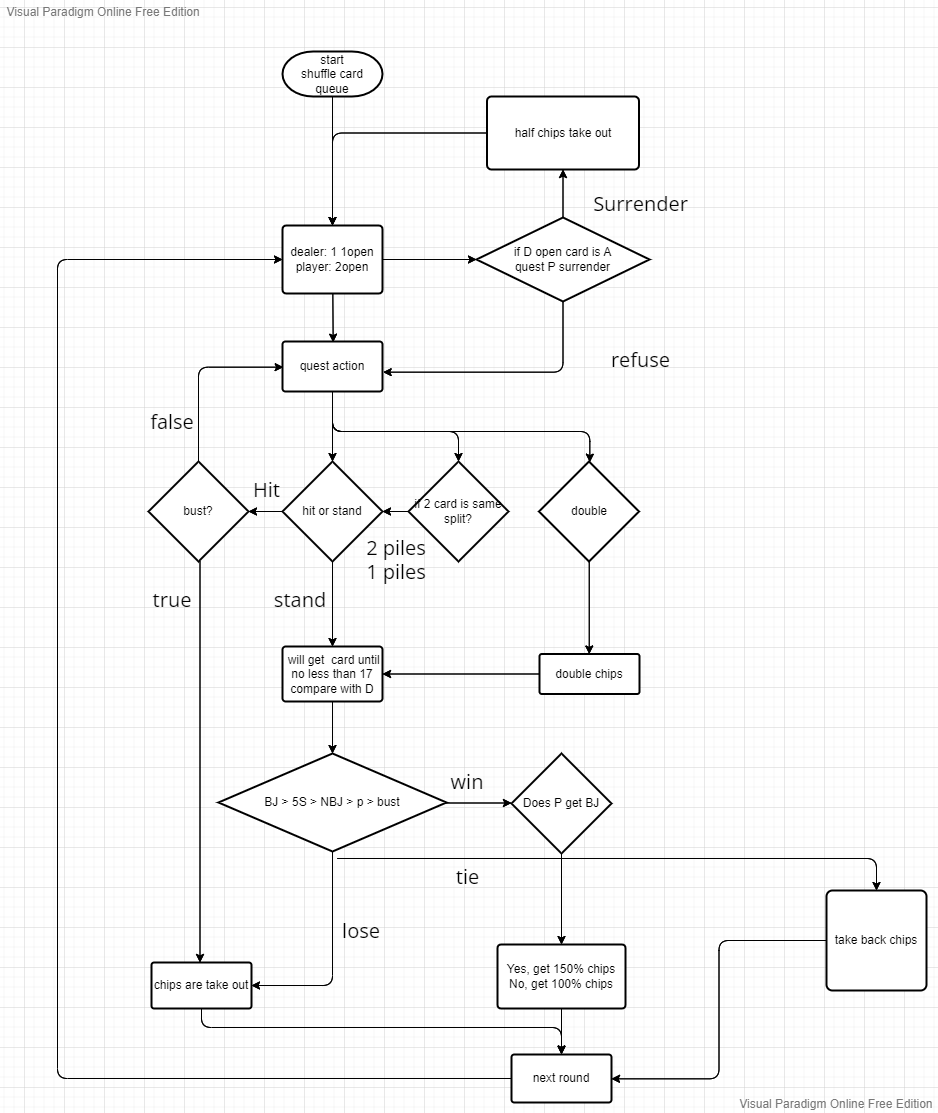 Visual Paradigm Online Free Edition
start
shuffle card
queue
half chips take out
Surrender
dealer: 1 1open
player: 2open
if D open card is A
quest P surrender
refuse
quest action
false
Hit
bust?
hit or stand
if 2 card is same
split?
double
2 piles
1 piles
true
stand
will get  card until
no less than 17
compare with D
double chips
win
BJ > 5S > NBJ > p > bust
Does P get BJ
tie
lose
take back chips
Yes, get 150% chips
No, get 100% chips
chips are take out
next round
Visual Paradigm Online Free Edition